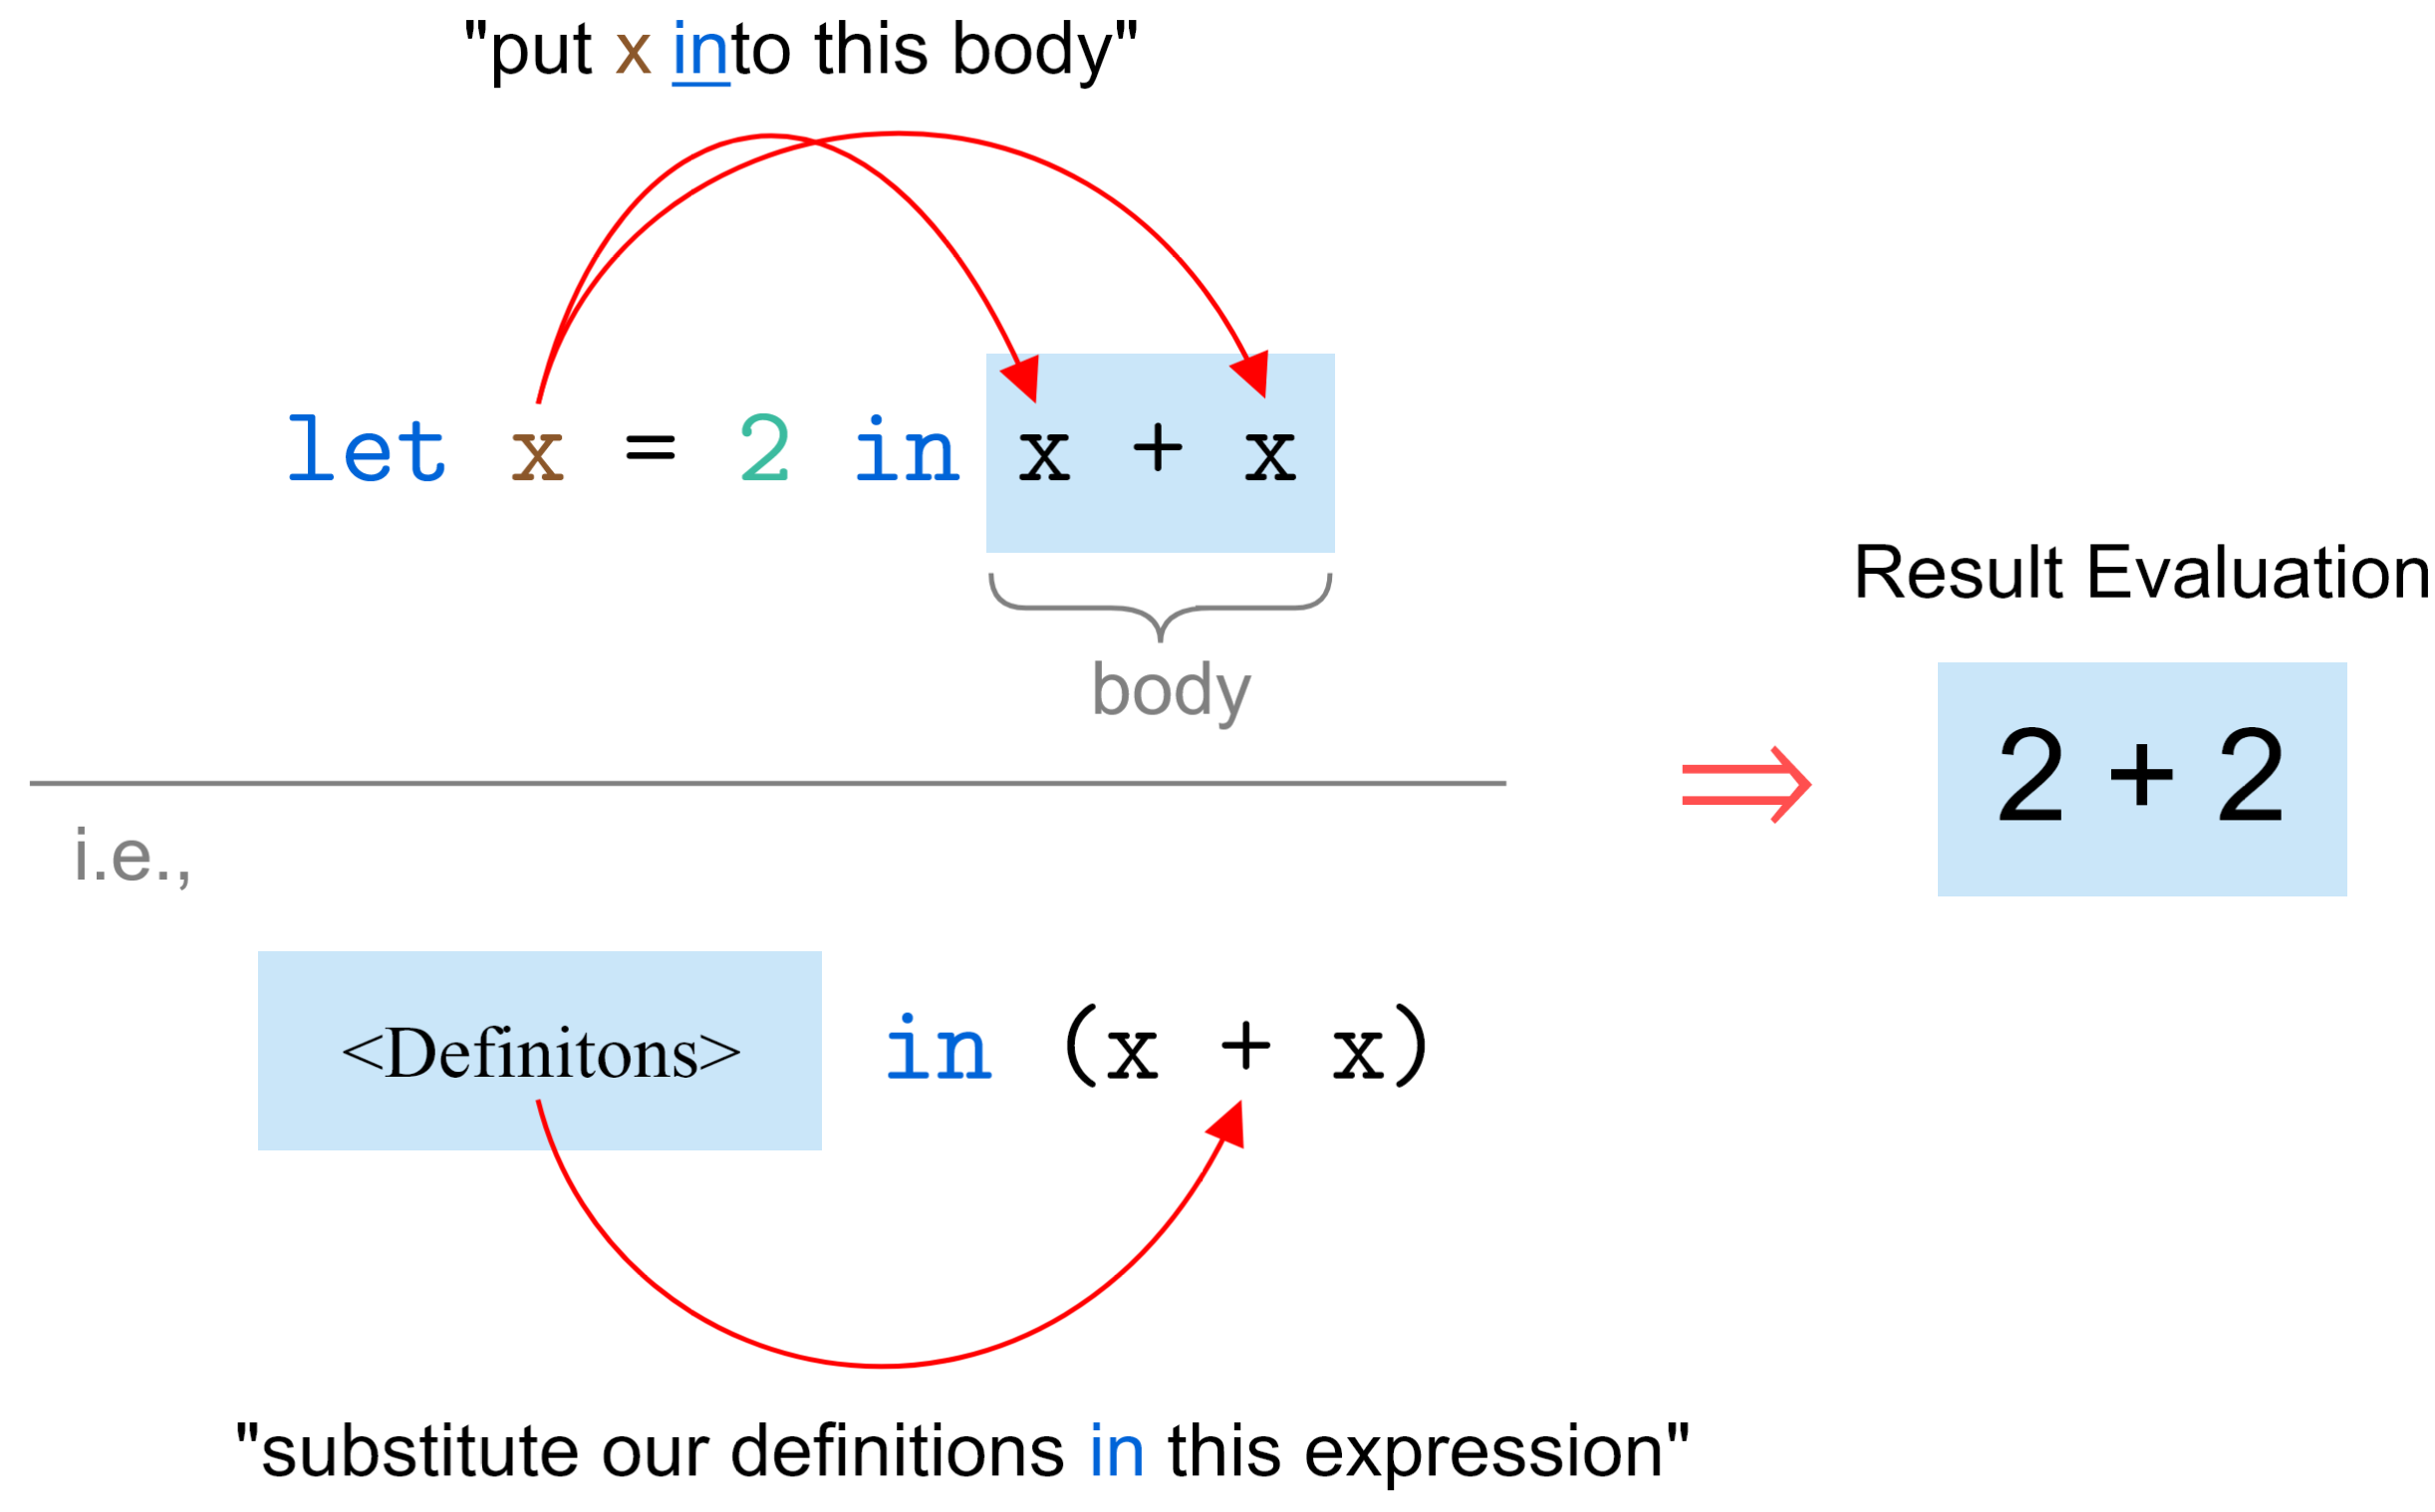 "put x into this body"
let x = 2 in x + x
body
Result Evaluation
2 + 2
i.e.,
<Definitons> in (x + x)
"substitute our definitions in this expression"